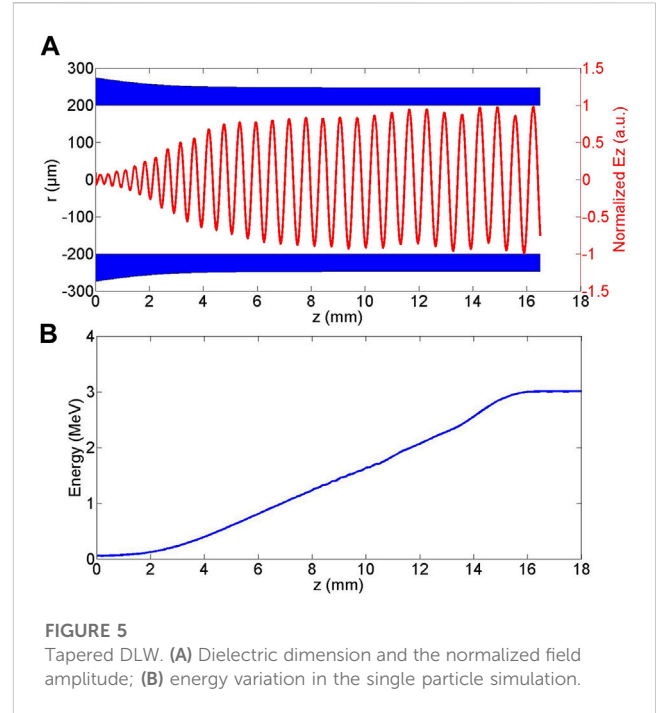 A
300
200
100
0
-100
-200
-300
r (µm)
1.5
1
0.5
0
-0.5
-1
-1.5
Normalized Ez (a.u.)
0 2 4 6 8 10 12 14 16 18
z (mm)
B
4
3
2
1
0
Energy (MeV)
0 2 4 6 8 10 12 14 16 18
z (mm)
FIGURE 5
Tapered DLW. (A) Dielectric dimension and the normalized field
amplitude; (B) energy variation in the single particle simulation.